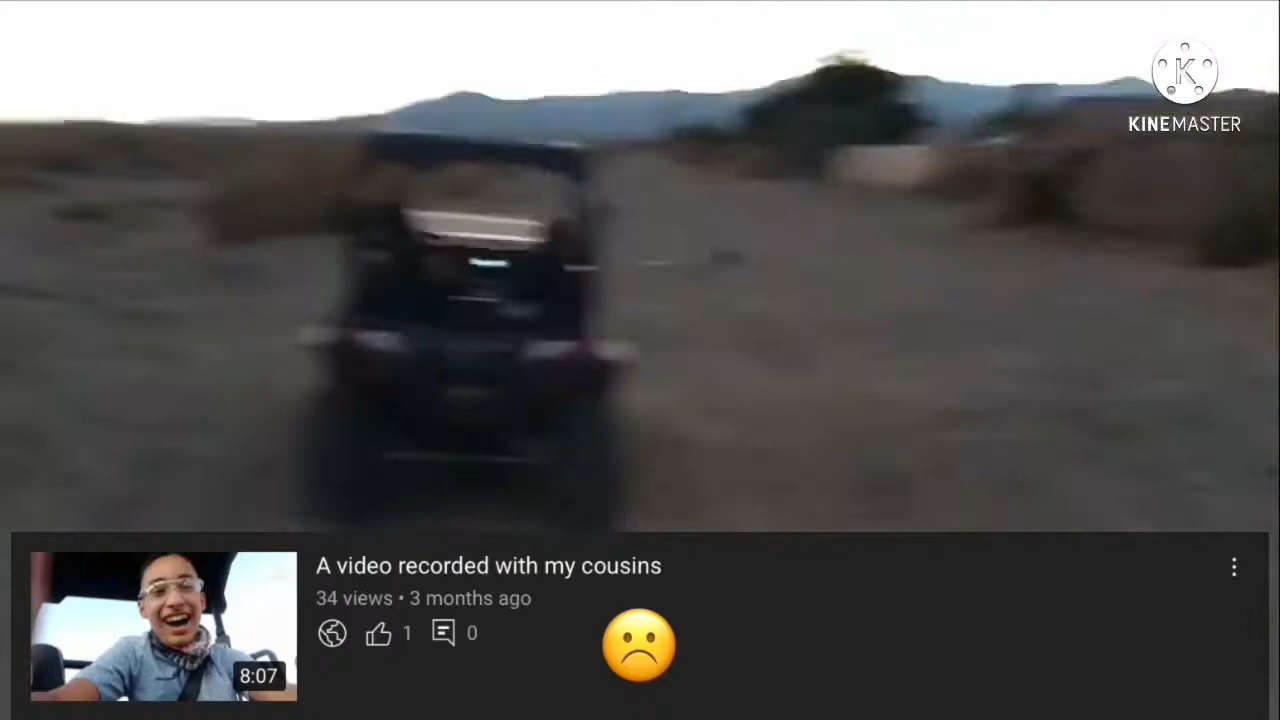 K
KINEMASTER
A video recorded with my cousins
34 views • 3 months ago
1 0
8:07